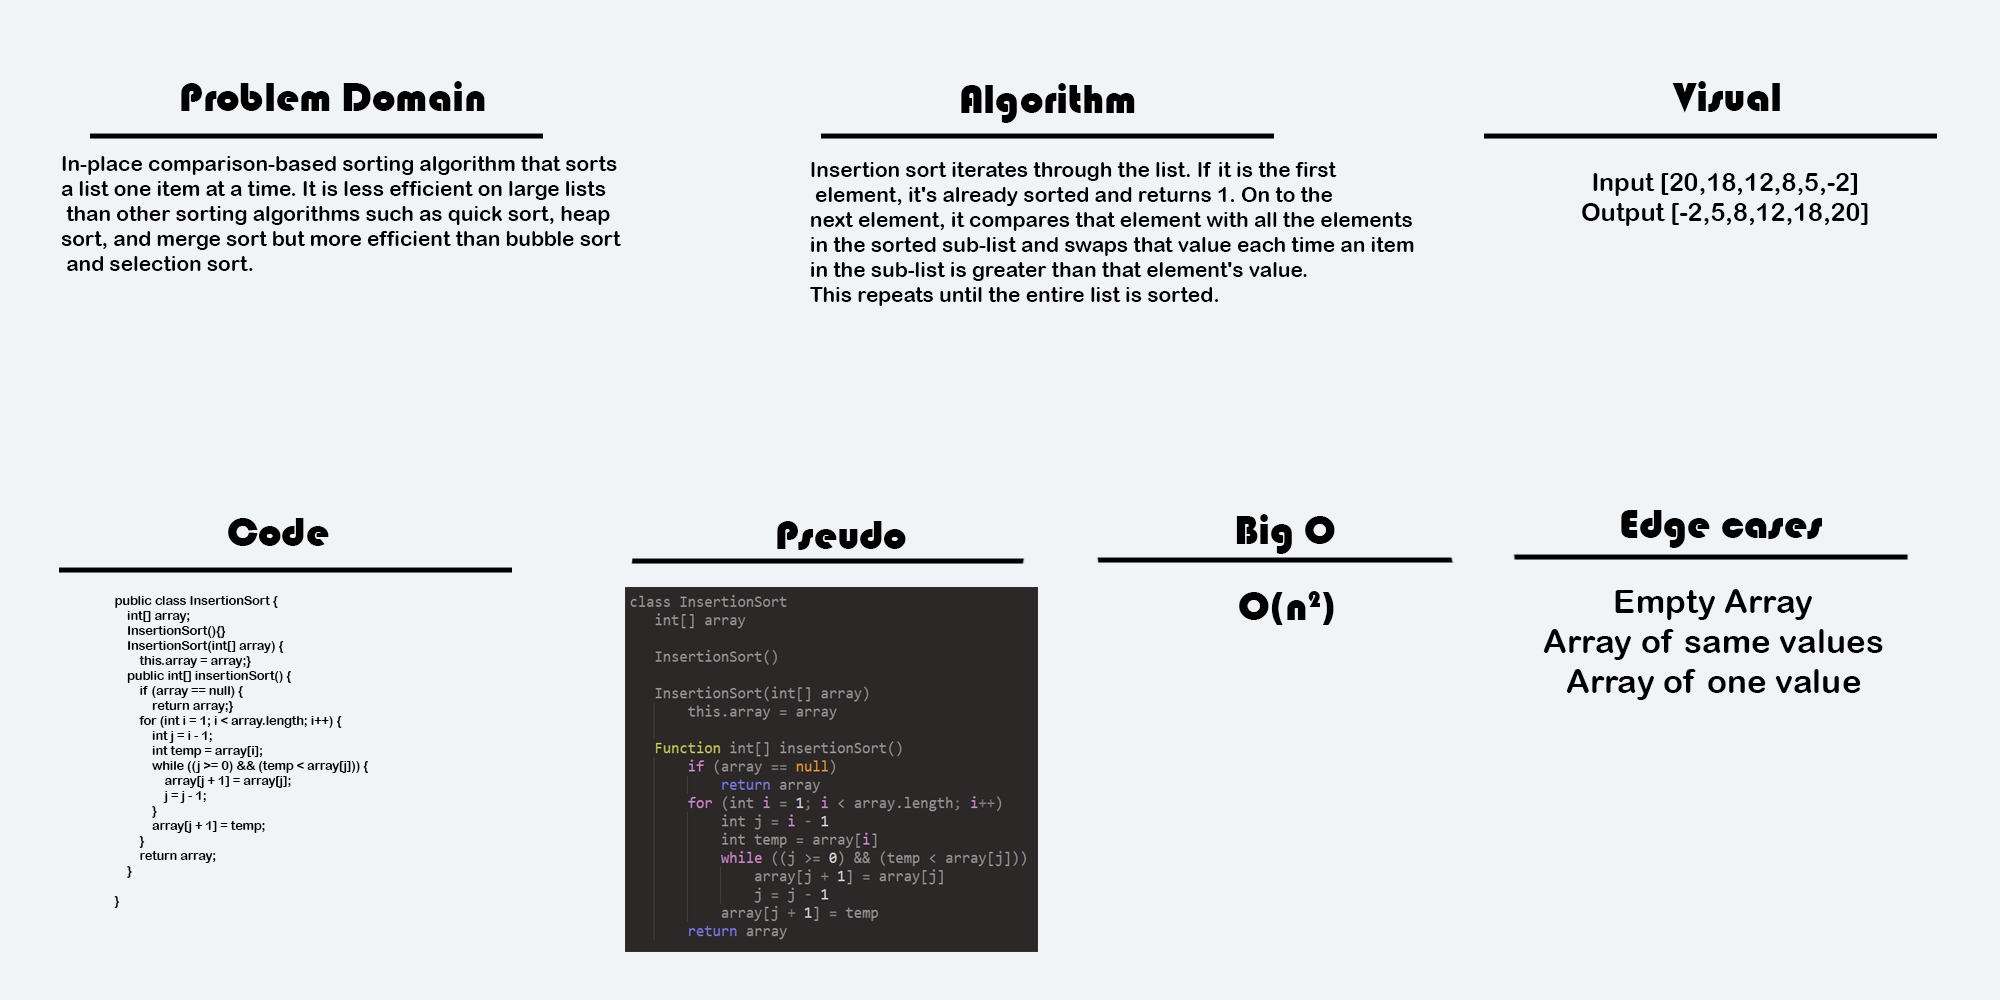 Problem Domain
In-place comparison-based sorting algorithm that sorts
a list one item at a time. It is less efficient on large lists
than other sorting algorithms such as quick sort, heap
sort, and merge sort but more efficient than bubble sort
and selection sort.
Algorithm
Insertion sort iterates through the list. If it is the first
element, it's already sorted and returns 1. On to the
next element, it compares that element with all the elements
in the sorted sub-list and swaps that value each time an item
in the sub-list is greater than that element's value.
This repeats until the entire list is sorted.
Visual
Input [20,18,12,8,5,-2]
Output [-2,5,8,12,18,20]
Code
public class InsertionSort {
int[] array;
InsertionSort(){}
InsertionSort(int[] array) {
this.array = array;}
public int[] insertionSort() {
if (array == null) {
return array;}
for (int i = 1; i < array.length; i++) {
int j = i - 1;
int temp = array[i];
while ((j >= 0) && (temp < array[j])) {
array[j + 1] = array[j];
j = j - 1;
}
array[j + 1] = temp;
}
return array;
}
}
Pseudo
class InsertionSort
int[] array
InsertionSort()
InsertionSort(int[] array)
this.array = array
Function int[] insertionSort()
if (array == null)
return array
for (int i = 1; i < array.length; i++)
int j = i - 1
int temp = array[i]
while ((j >= 0) && (temp < array[j]))
array[j + 1] = array[j]
j = j - 1
array[j + 1] = temp
return array
Big O
O(n²)
Edge cases
Empty Array
Array of same values
Array of one value